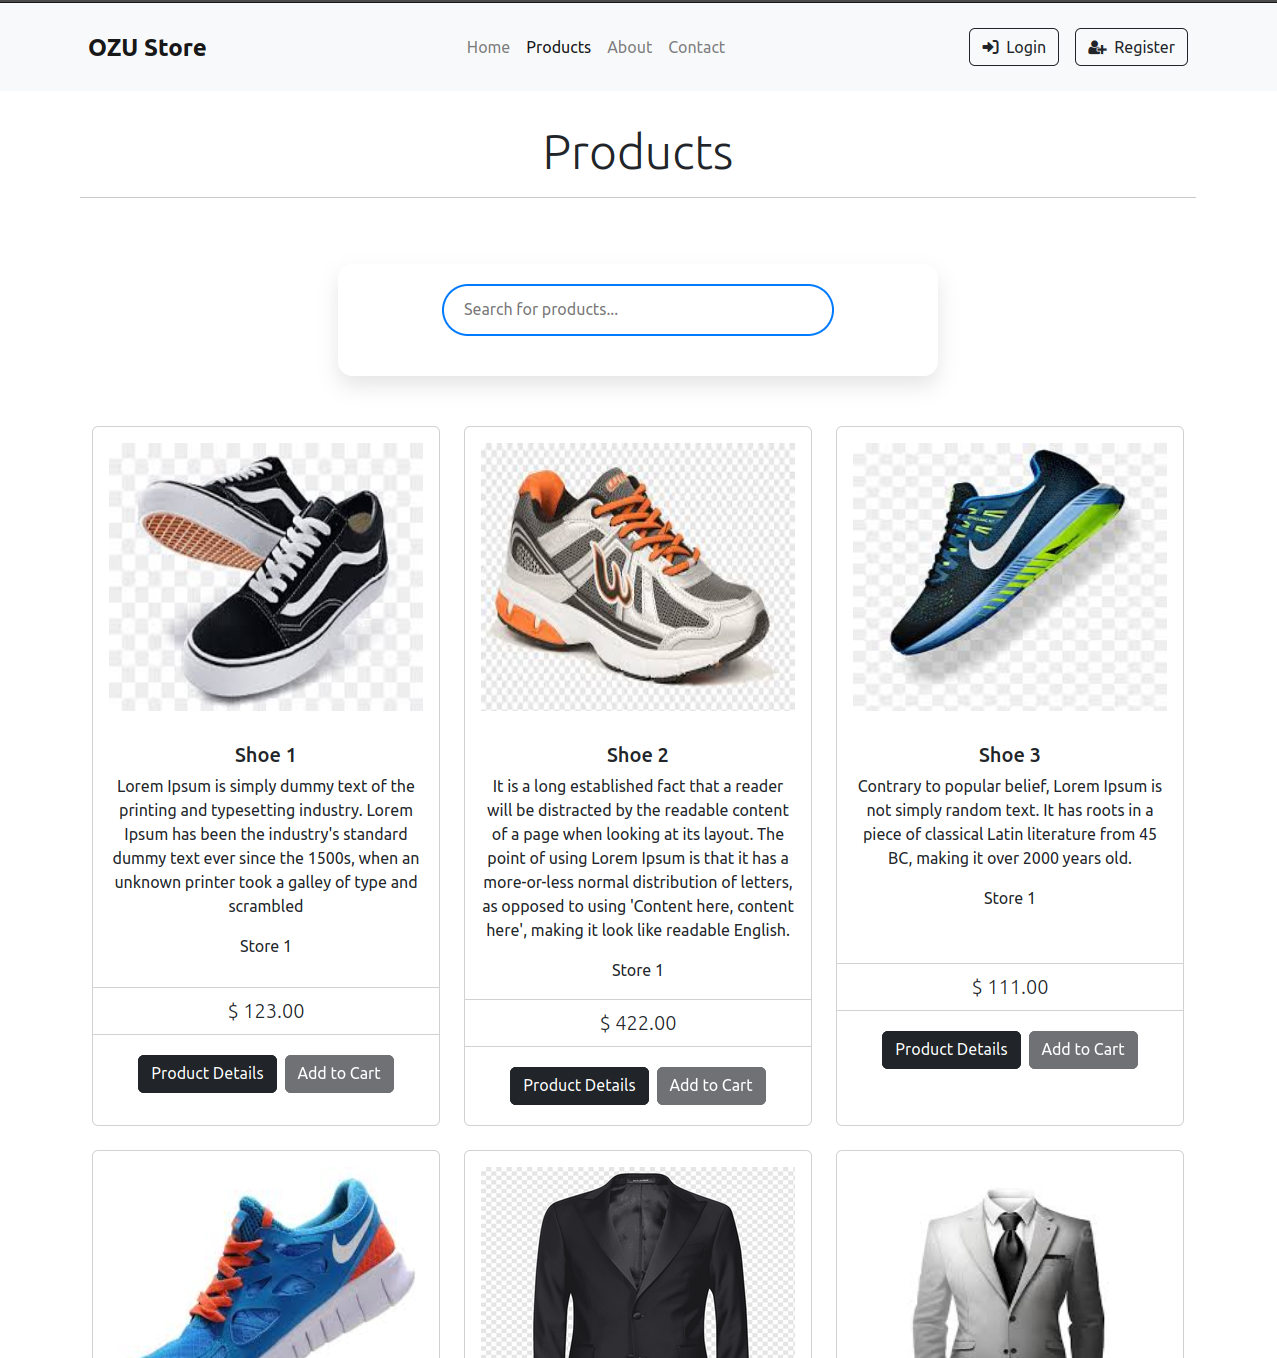 OZU Store
Home Products About Contact
Login
Register
Products
Search for products...
Shoe 1
Lorem Ipsum is simply dummy text of the
printing and typesetting industry. Lorem
Ipsum has been the industry's standard
dummy text ever since the 1500s, when an
unknown printer took a galley of type and
scrambled
Store 1
$ 123.00
Product Details
Add to Cart
Shoe 2
It is a long established fact that a reader
will be distracted by the readable content
of a page when looking at its layout. The
point of using Lorem Ipsum is that it has a
more-or-less normal distribution of letters,
as opposed to using 'Content here, content
here', making it look like readable English.
Store 1
$ 422.00
Product Details
Add to Cart
Shoe 3
Contrary to popular belief, Lorem Ipsum is
not simply random text. It has roots in a
piece of classical Latin literature from 45
BC, making it over 2000 years old.
Store 1
$ 111.00
Product Details
Add to Cart